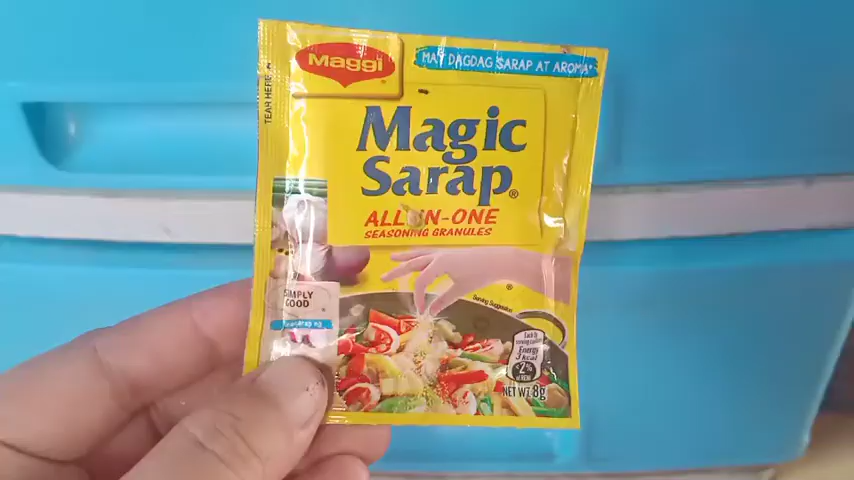 Maggi
MAY DAGDAG SARAP AT AROMA*
TEAR HERE
Magic
Sarap®
ALL-IN-ONE
SEASONING GRANULES
SIMPLY
GOOD
Serving Suggestion
Energy
2%
NET WT 8g